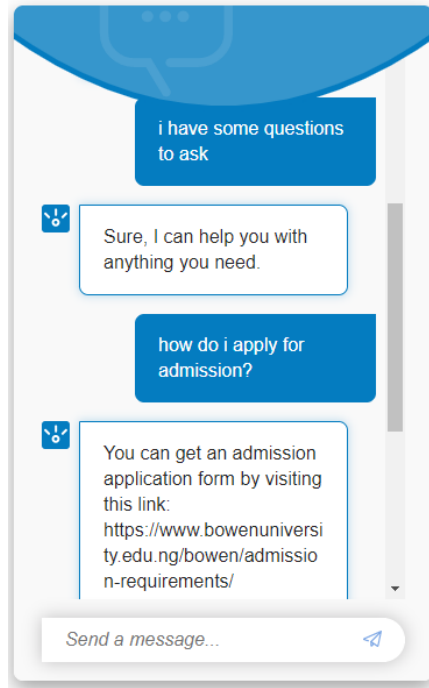 i have some questions
to ask
Sure, I can help you with
anything you need.
how do i apply for
admission?
You can get an admission
application form by visiting
this link:
https://www.bowenuniversi
ty.edu.ng/bowen/admissio
n-requirements/
Send a message...